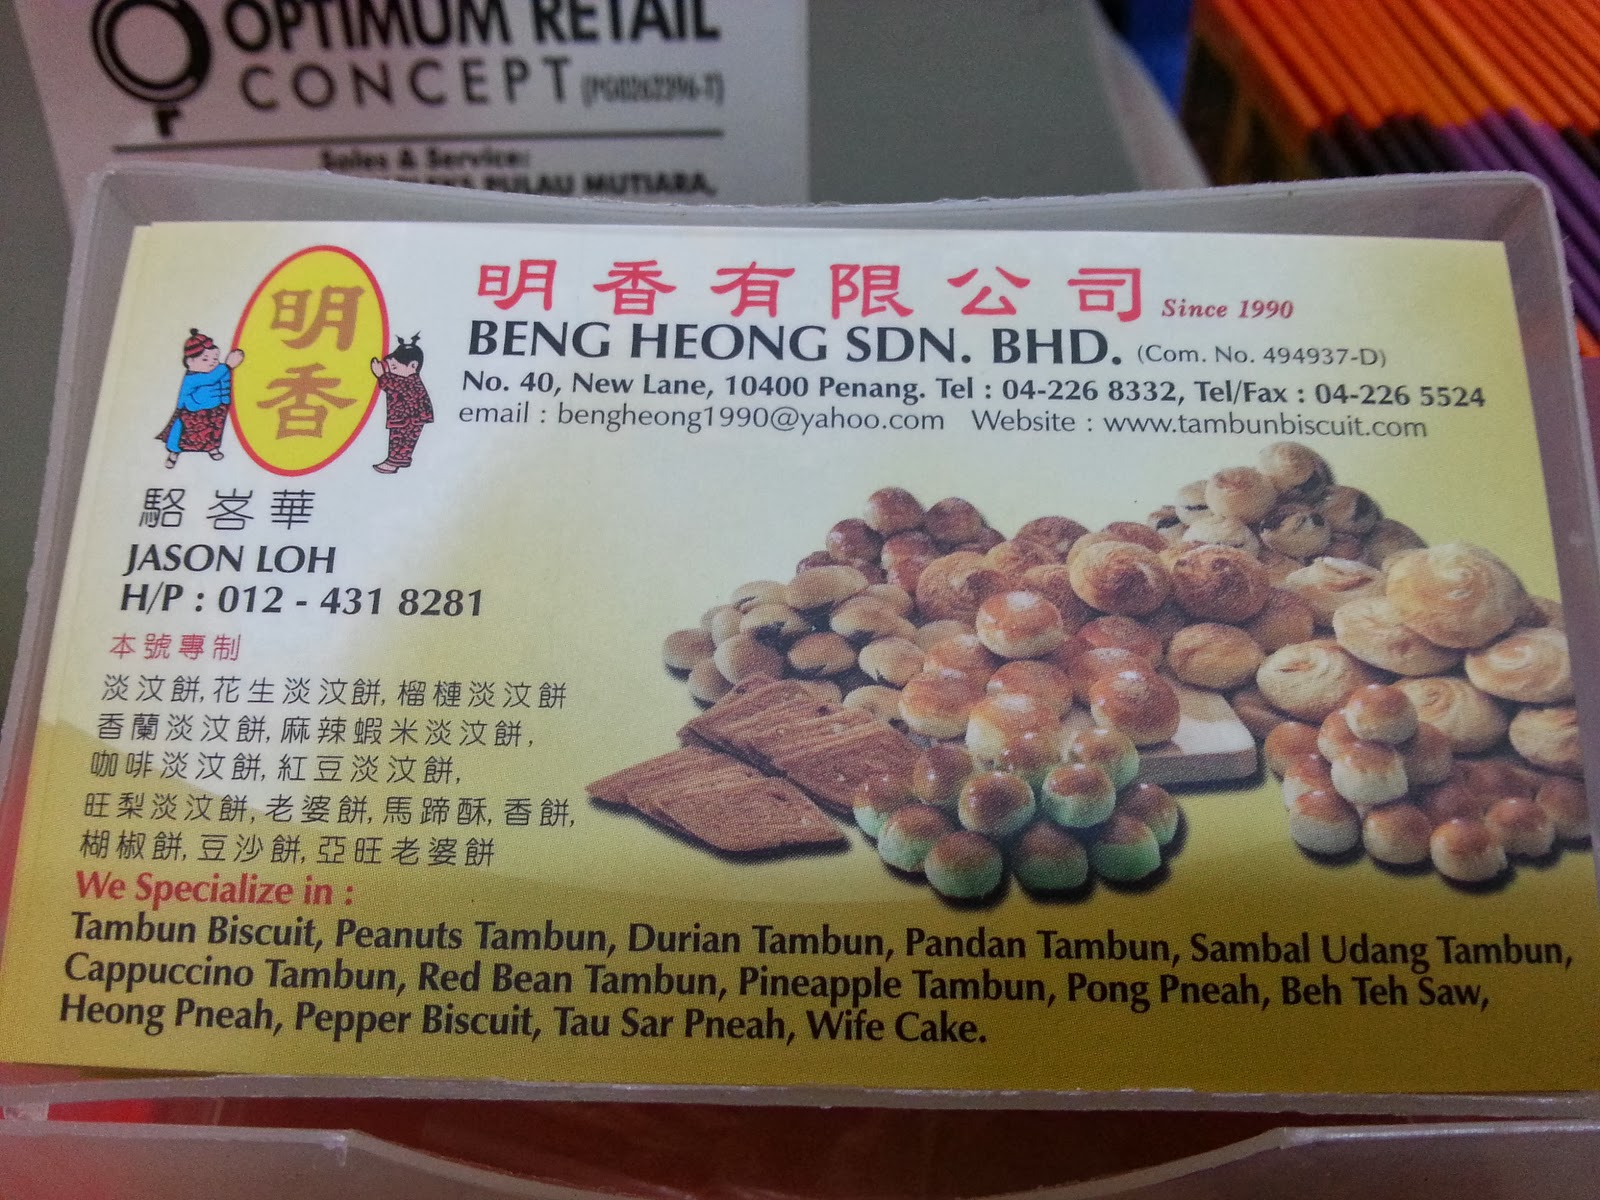 OPTIMUM RETAIL
CONCEPT (PG0262396-T)
Sales & Service:
PULAU MUTIARA,
明香
明香有限公司 Since 1990
BENG HEONG SDN. BHD. (Com. No. 494937-D)
No. 40, New Lane, 10400 Penang. Tel : 04-226 8332, Tel/Fax : 04-226 5524
email : bengheong1990@yahoo.com Website : www.tambunbiscuit.com
駱峇華
JASON LOH
H/P : 012 - 431 8281
本號專制
淡汶餅, 花生淡汶餅, 榴槤淡汶餅
香蘭淡汶餅, 麻辣蝦米淡汶餅,
咖啡淡汶餅, 紅豆淡汶餅,
旺梨淡汶餅, 老婆餅, 馬蹄酥, 香餅,
糊椒餅, 豆沙餅, 亞旺老婆餅
We Specialize in :
Tambun Biscuit, Peanuts Tambun, Durian Tambun, Pandan Tambun, Sambal Udang Tambun,
Cappuccino Tambun, Red Bean Tambun, Pineapple Tambun, Pong Pneah, Beh Teh Saw,
Heong Pneah, Pepper Biscuit, Tau Sar Pneah, Wife Cake.